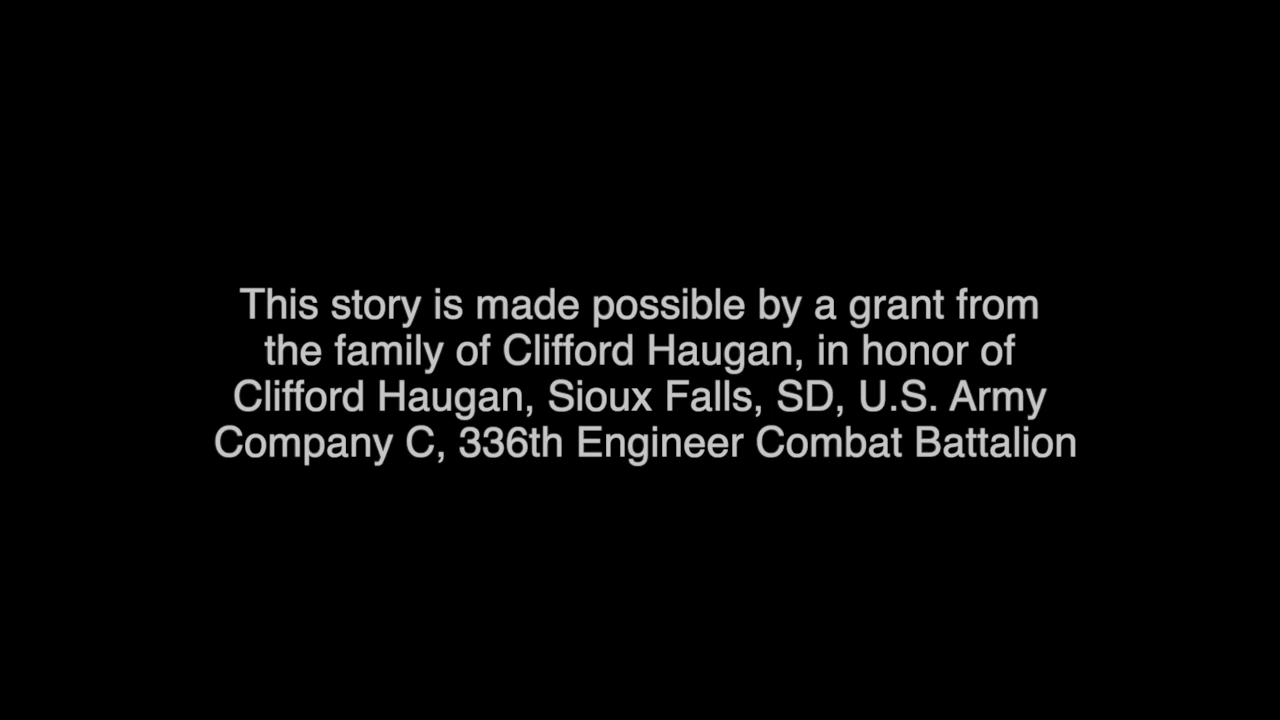 This story is made possible by a grant from
the family of Clifford Haugan, in honor of
Clifford Haugan, Sioux Falls, SD, U.S. Army
Company C, 336th Engineer Combat Battalion